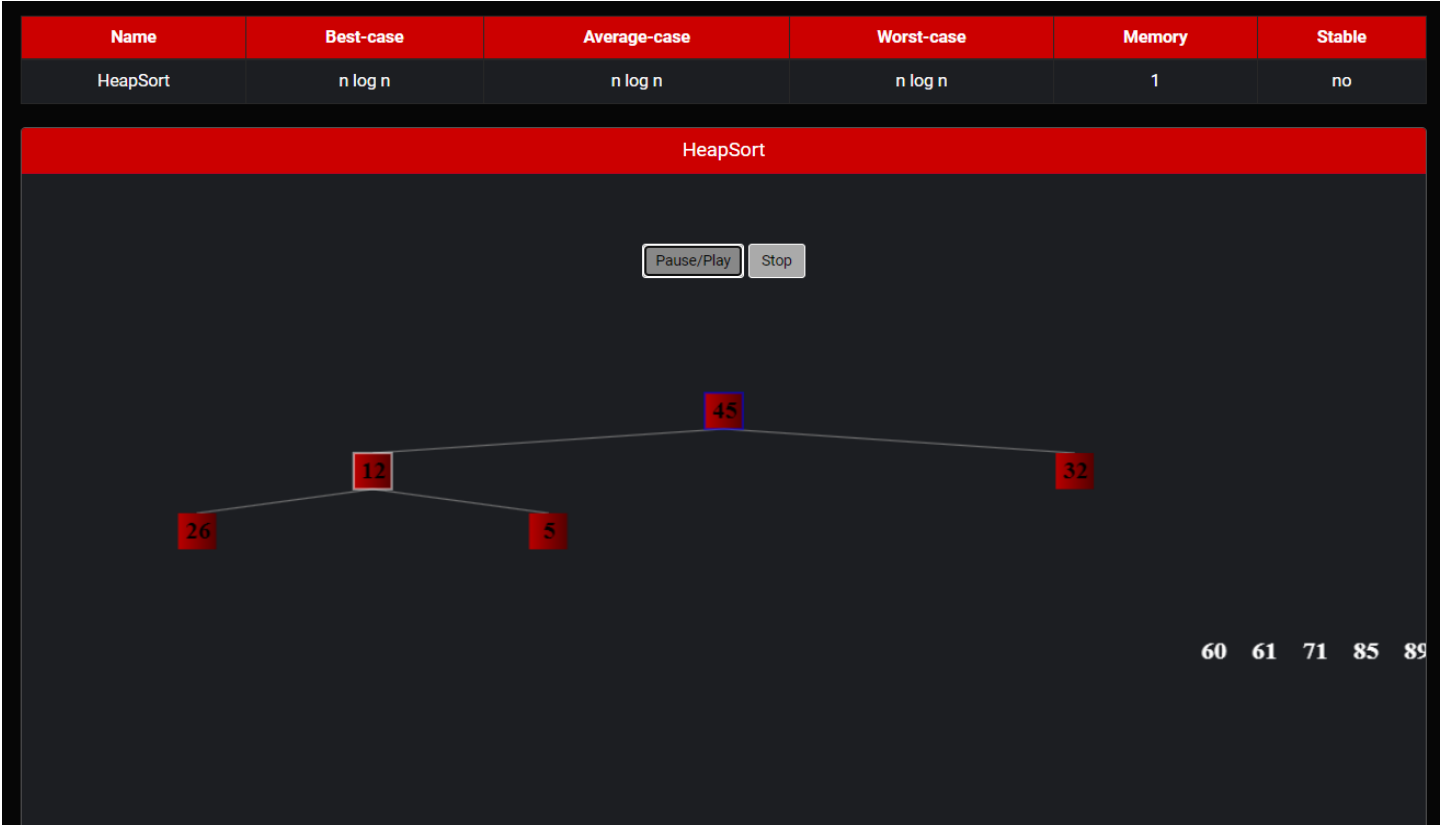 Name Best-case Average-case Worst-case Memory Stable
HeapSort n log n n log n n log n 1 no
HeapSort
Pause/Play Stop
45
12 32
26 5
60 61 71 85 89